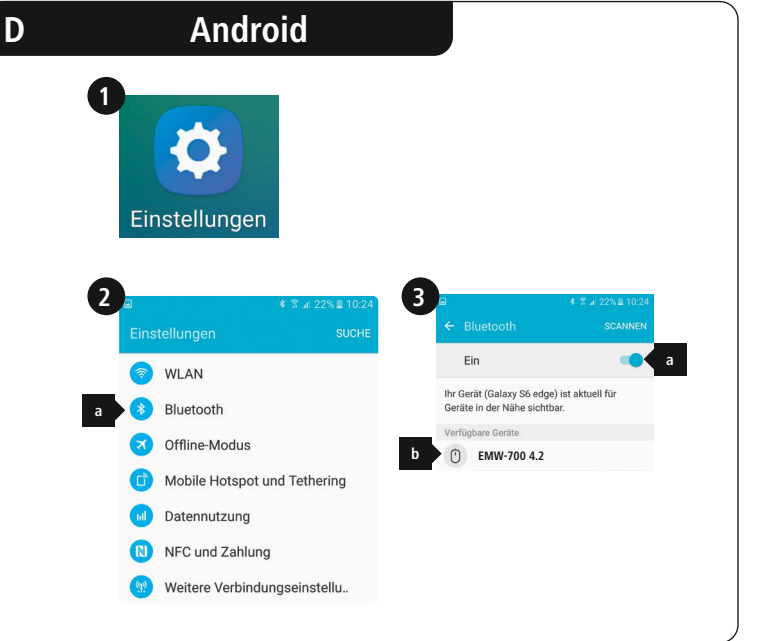 D Android
1
Einstellungen
2
22% 10:24
Einstellungen SUCHE
WLAN
a Bluetooth
Offline-Modus
Mobile Hotspot und Tethering
Datennutzung
NFC und Zahlung
Weitere Verbindungseinstellu..
3
22% 10:24
Bluetooth SCANNEN
Ein a
Ihr Gerät (Galaxy S6 edge) ist aktuell für
Geräte in der Nähe sichtbar.
Verfügbare Geräte
b EMW-700 4.2